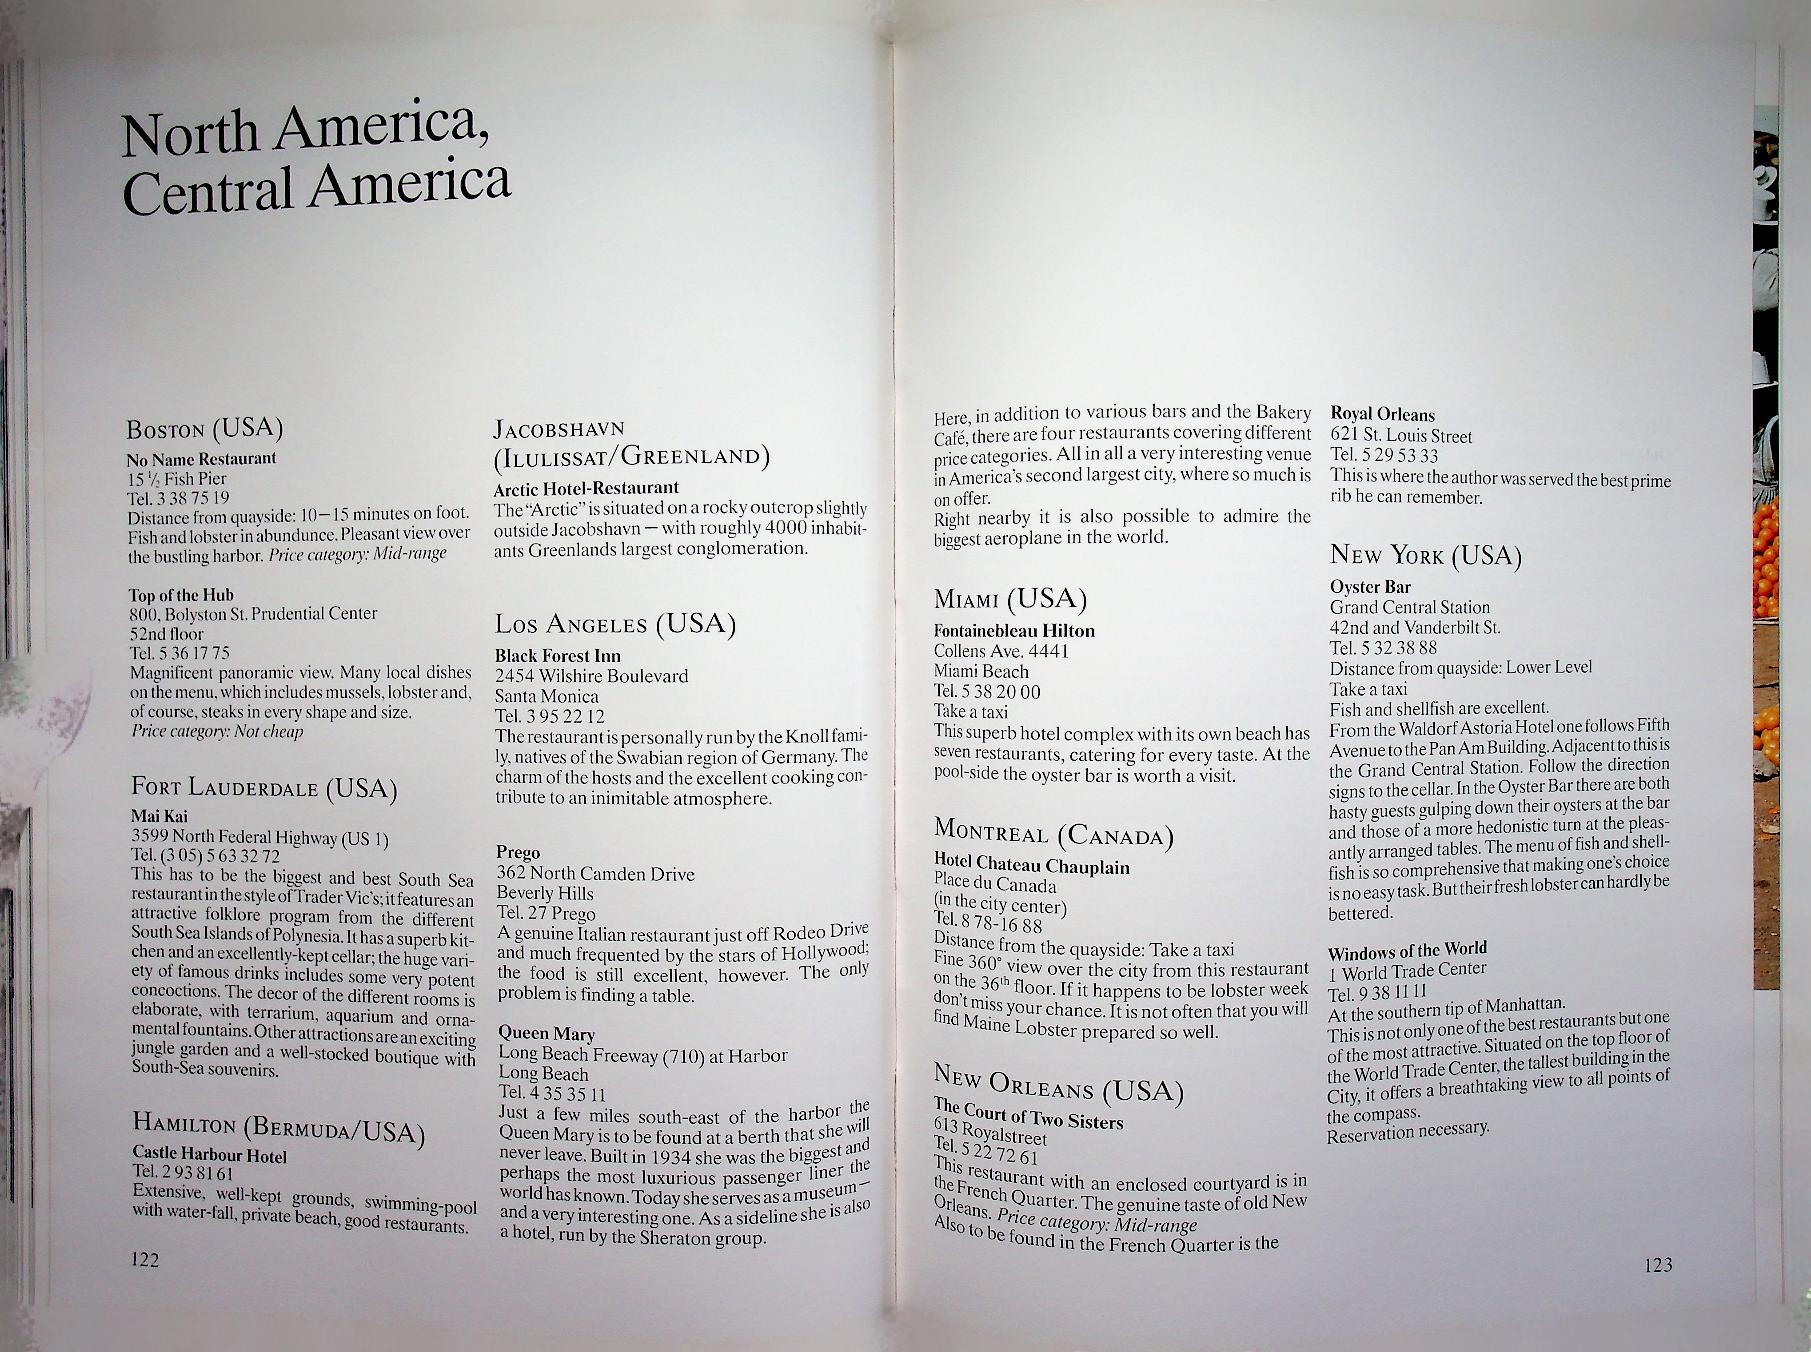 North America,
Central America
BOSTON (USA)
No Name Restaurant
15 ½ Fish Pier
Tel. 3 38 75 19
Distance from quayside: 10–15 minutes on foot.
Fish and lobster in abundunce. Pleasant view over
the bustling harbor. Price category: Mid-range
Top of the Hub
800, Bolyston St. Prudential Center
52nd floor
Tel. 5 36 17 75
Magnificent panoramic view. Many local dishes
on the menu, which includes mussels, lobster and,
of course, steaks in every shape and size.
Price category: Not cheap
FORT LAUDERDALE (USA)
Mai Kai
3599 North Federal Highway (US 1)
Tel. (3 05) 5 63 32 72
This has to be the biggest and best South Sea
restaurant in the style of Trader Vic's; it features an
attractive folklore program from the different
South Sea Islands of Polynesia. It has a superb kit-
chen and an excellently-kept cellar; the huge vari-
ety of famous drinks includes some very potent
concoctions. The decor of the different rooms is
elaborate, with terrarium, aquarium and orna-
mental fountains. Other attractions are an exciting
jungle garden and a well-stocked boutique with
South-Sea souvenirs.
HAMILTON (BERMUDA/USA)
Castle Harbour Hotel
Tel. 2 93 81 61
Extensive, well-kept grounds, swimming-pool
with water-fall, private beach, good restaurants.
122
JACOBSHAVN
(ILULISSAT/GREENLAND)
Arctic Hotel-Restaurant
The “Arctic” is situated on a rocky outcrop slightly
outside Jacobshavn – with roughly 4000 inhabit-
ants Greenlands largest conglomeration.
LOS ANGELES (USA)
Black Forest Inn
2454 Wilshire Boulevard
Santa Monica
Tel. 3 95 22 12
The restaurant is personally run by the Knoll fami-
ly, natives of the Swabian region of Germany. The
charm of the hosts and the excellent cooking con-
tribute to an inimitable atmosphere.
Prego
362 North Camden Drive
Beverly Hills
Tel. 27 Prego
A genuine Italian restaurant just off Rodeo Drive
and much frequented by the stars of Hollywood;
the food is still excellent, however. The only
problem is finding a table.
Queen Mary
Long Beach Freeway (710) at Harbor
Long Beach
Tel. 4 35 35 11
Just a few miles south-east of the harbor the
Queen Mary is to be found at a berth that she will
never leave. Built in 1934 she was the biggest and
perhaps the most luxurious passenger liner the
world has known. Today she serves as a museum –
and a very interesting one. As a sideline she is also
a hotel, run by the Sheraton group.
Here, in addition to various bars and the Bakery
Café, there are four restaurants covering different
price categories. All in all a very interesting venue
in America's second largest city, where so much is
on offer.
Right nearby it is also possible to admire the
biggest aeroplane in the world.
MIAMI (USA)
Fontainebleau Hilton
Collens Ave. 4441
Miami Beach
Tel. 5 38 20 00
Take a taxi
This superb hotel complex with its own beach has
seven restaurants, catering for every taste. At the
pool-side the oyster bar is worth a visit.
MONTREAL (CANADA)
Hotel Chateau Chauplain
Place du Canada
(in the city center)
Tel. 8 78-16 88
Distance from the quayside: Take a taxi
Fine 360° view over the city from this restaurant
on the 36th floor. If it happens to be lobster week
don't miss your chance. It is not often that you will
find Maine Lobster prepared so well.
NEW ORLEANS (USA)
The Court of Two Sisters
613 Royalstreet
Tel. 5 22 72 61
This restaurant with an enclosed courtyard is in
the French Quarter. The genuine taste of old New
Orleans. Price category: Mid-range
Also to be found in the French Quarter is the
Royal Orleans
621 St. Louis Street
Tel. 5 29 53 33
This is where the author was served the best prime
rib he can remember.
NEW YORK (USA)
Oyster Bar
Grand Central Station
42nd and Vanderbilt St.
Tel. 5 32 38 88
Distance from quayside: Lower Level
Take a taxi
Fish and shellfish are excellent.
From the Waldorf Astoria Hotel one follows Fifth
Avenue to the Pan Am Building. Adjacent to this is
the Grand Central Station. Follow the direction
signs to the cellar. In the Oyster Bar there are both
hasty guests gulping down their oysters at the bar
and those of a more hedonistic turn at the pleas-
antly arranged tables. The menu of fish and shell-
fish is so comprehensive that making one's choice
is no easy task. But their fresh lobster can hardly be
bettered.
Windows of the World
1 World Trade Center
Tel. 9 38 11 11
At the southern tip of Manhattan.
This is not only one of the best restaurants but one
of the most attractive. Situated on the top floor of
the World Trade Center, the tallest building in the
City, it offers a breathtaking view to all points of
the compass.
Reservation necessary.
123